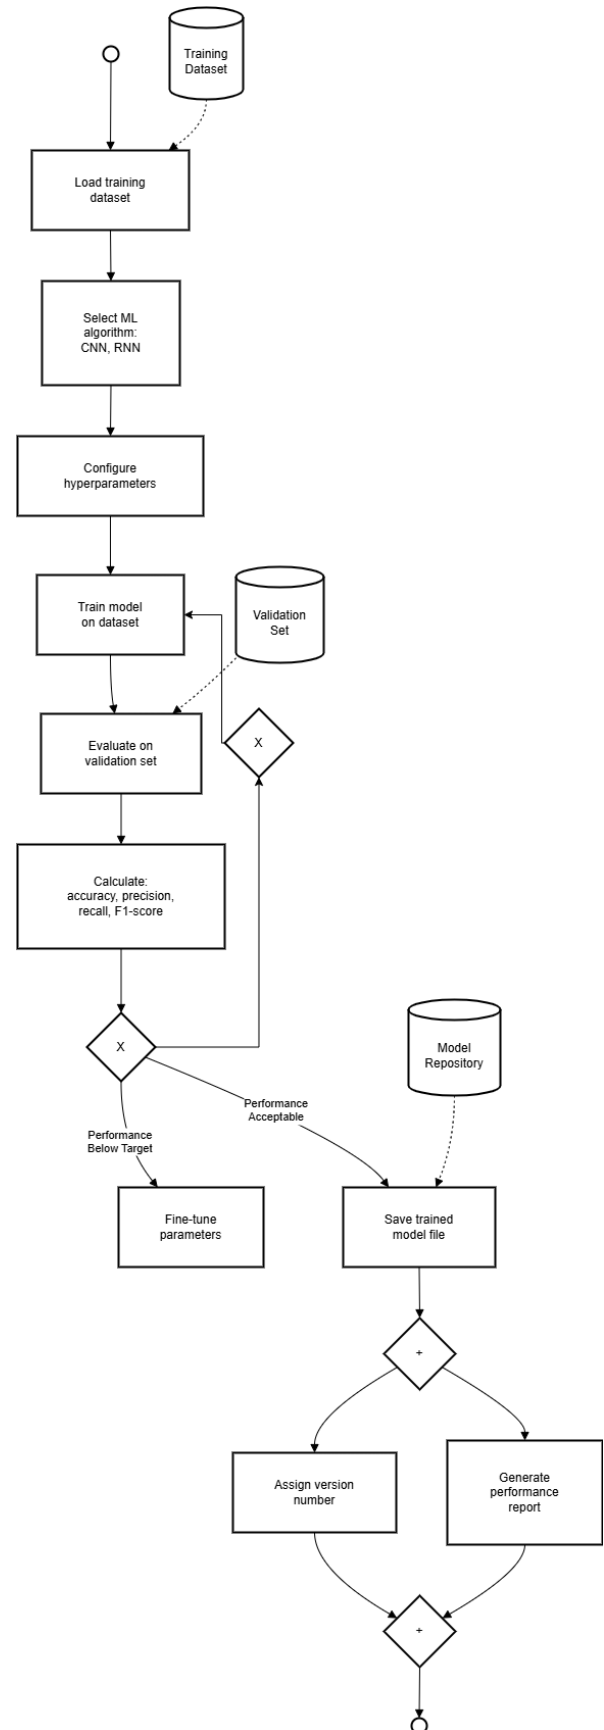 Training
Dataset
Load training
dataset
Select ML
algorithm:
CNN, RNN
Configure
hyperparameters
Train model
on dataset
Validation
Set
Evaluate on
validation set
X
Calculate:
accuracy, precision,
recall, F1-score
X
Model
Repository
Performance
Acceptable
Performance
Below Target
Fine-tune
parameters
Save trained
model file
+
Assign version
number
Generate
performance
report
+